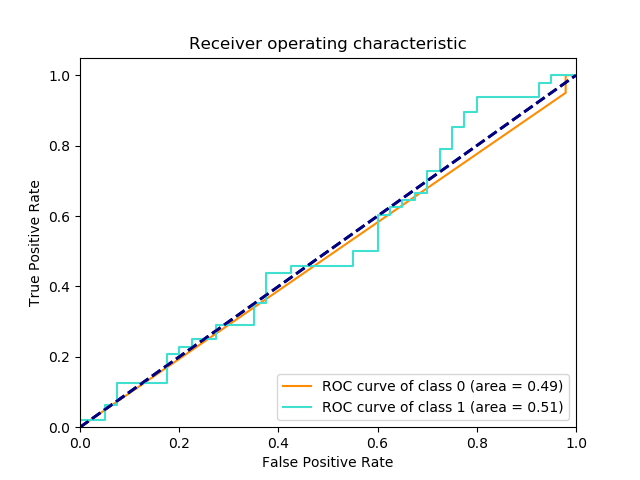 Receiver operating characteristic
True Positive Rate
1.0
0.8
0.6
0.4
0.2
0.0
ROC curve of class 0 (area = 0.49)
ROC curve of class 1 (area = 0.51)
0.0 0.2 0.4 0.6 0.8 1.0
False Positive Rate